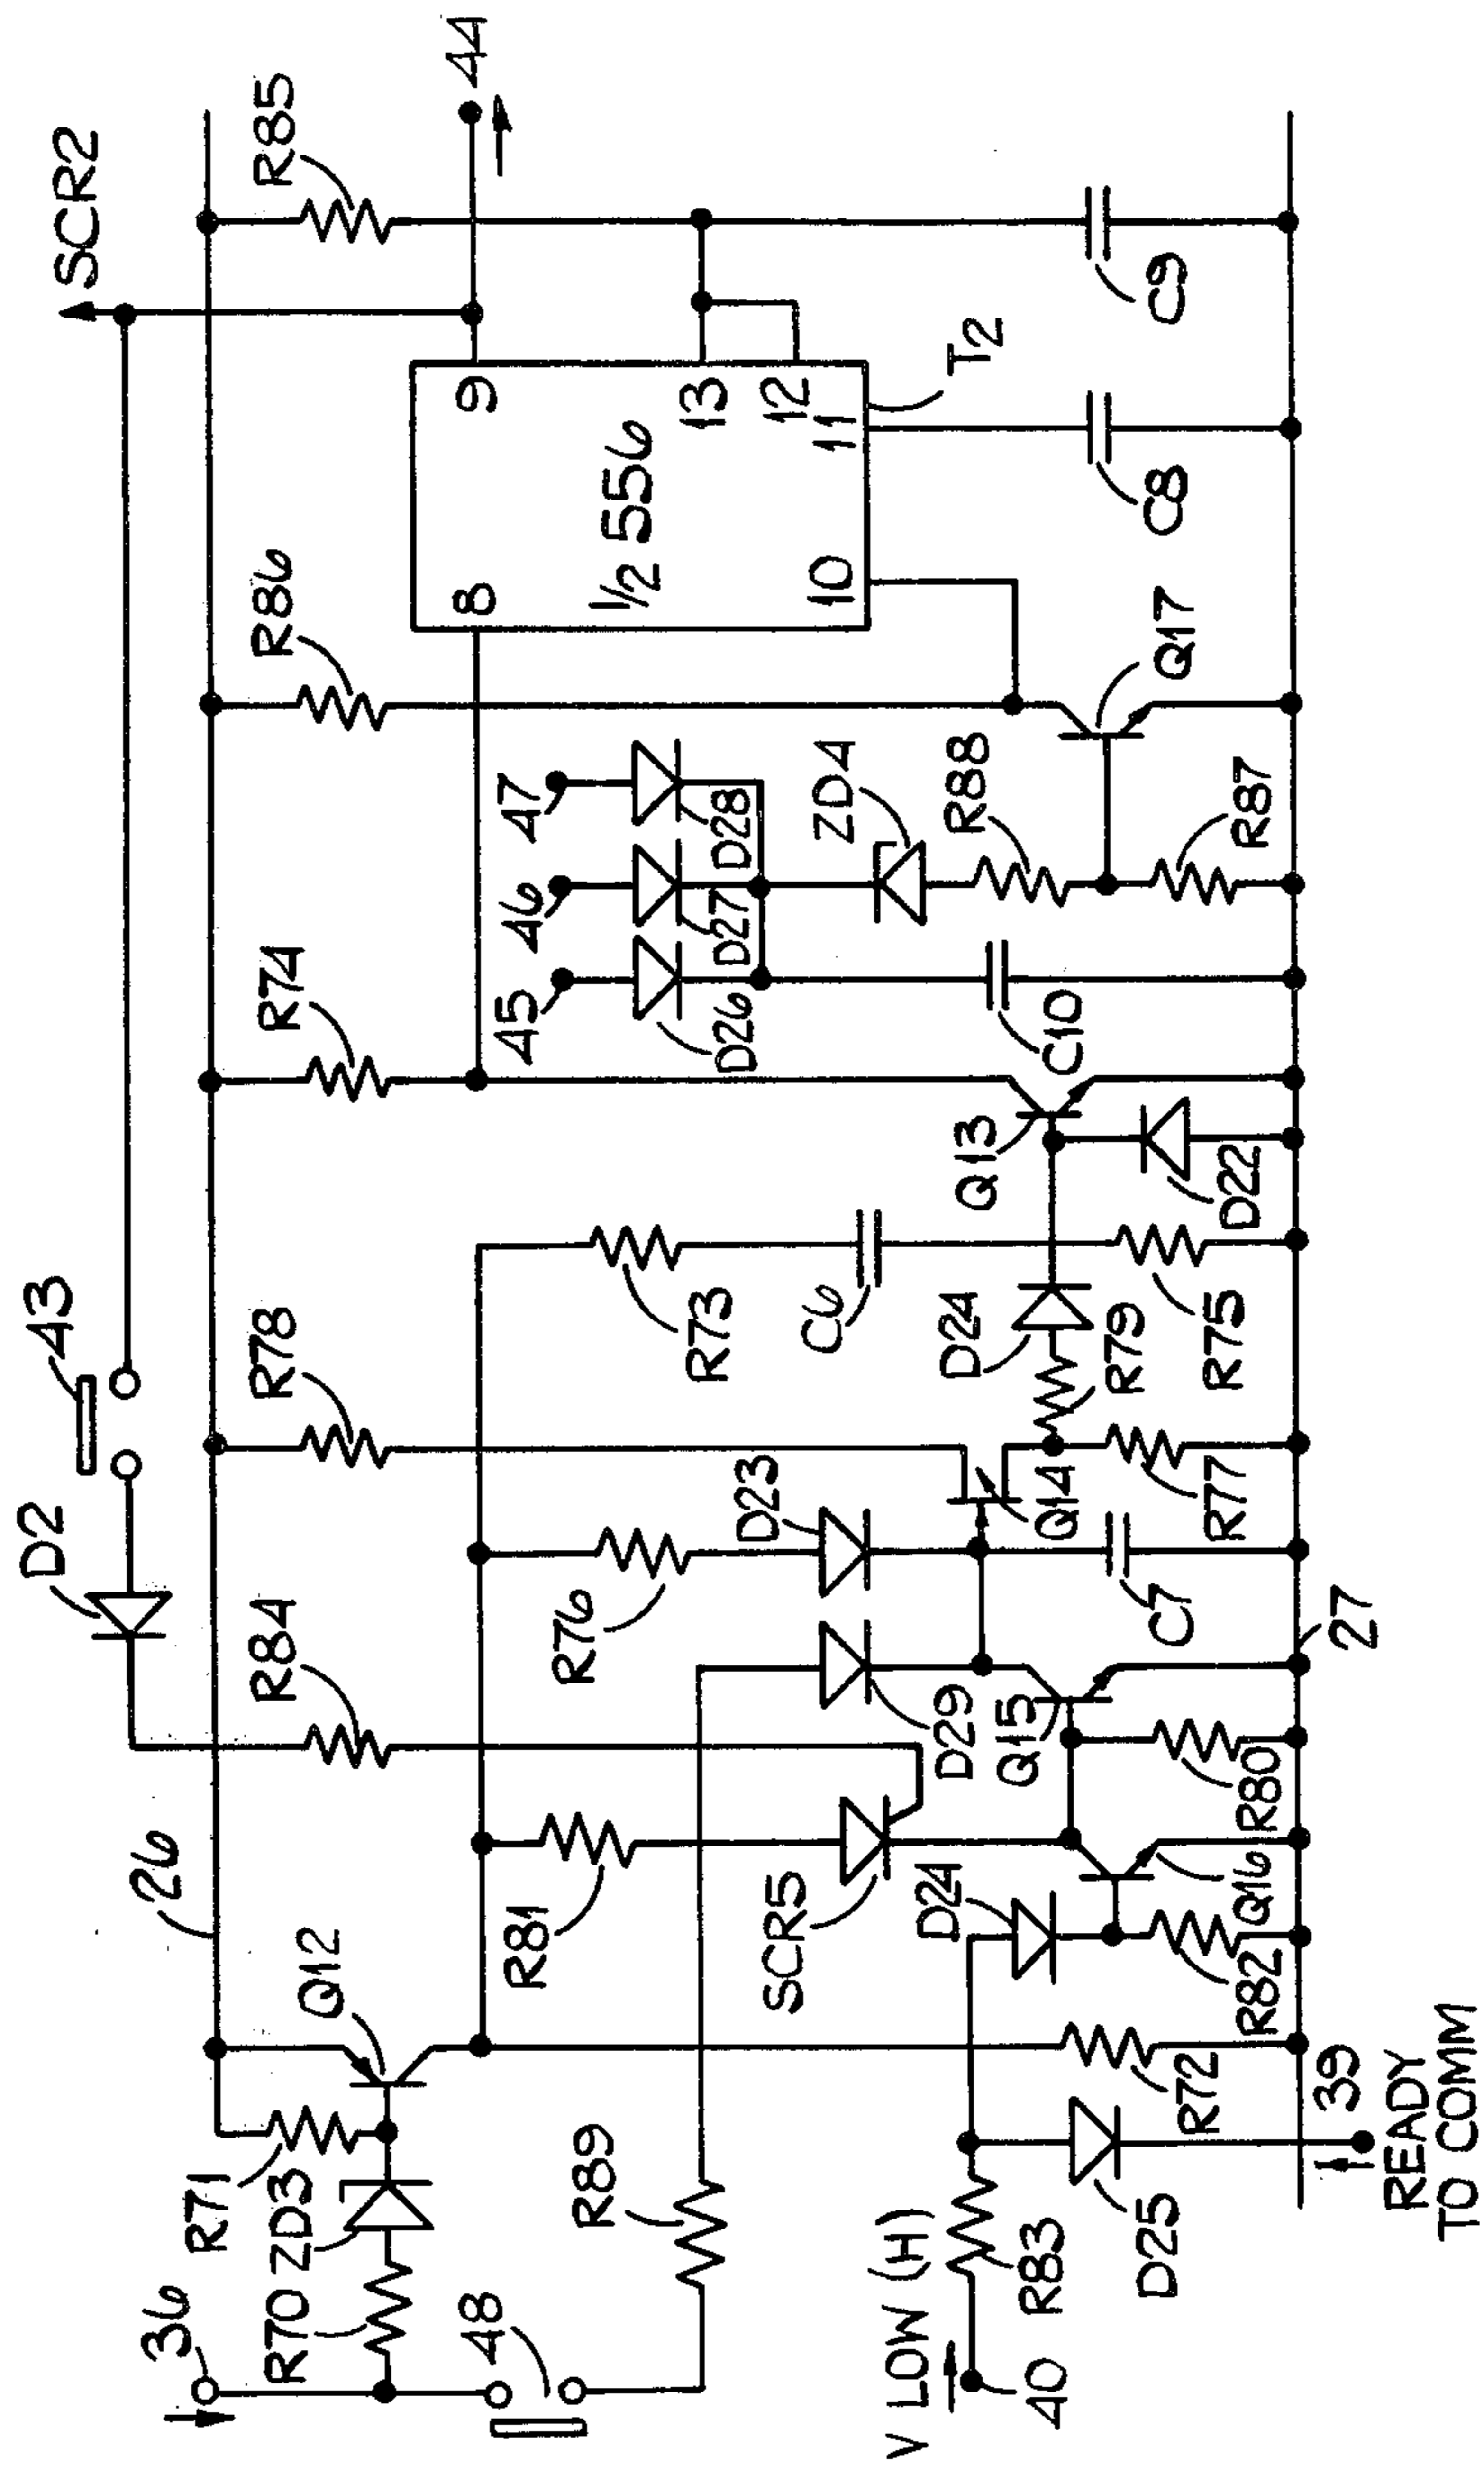 SCR2
43
D2
44
R85
R86
R74
R78
R84
26
Q12
R71
36
R70
ZD3
48
R89
8
9
1/2 556
13
12
11
10
T2
47
46
45
D28
D27
D26
ZD4
R88
Q17
R87
C9
C8
C10
Q13
D22
R73
C6
D24
R79
R75
D23
R76
Q14
R77
C7
27
D29
Q15
R80
R81
SCR5
D24
Q16
R82
R72
V LOW (H)
40
R83
D25
39
READY
TO COMM